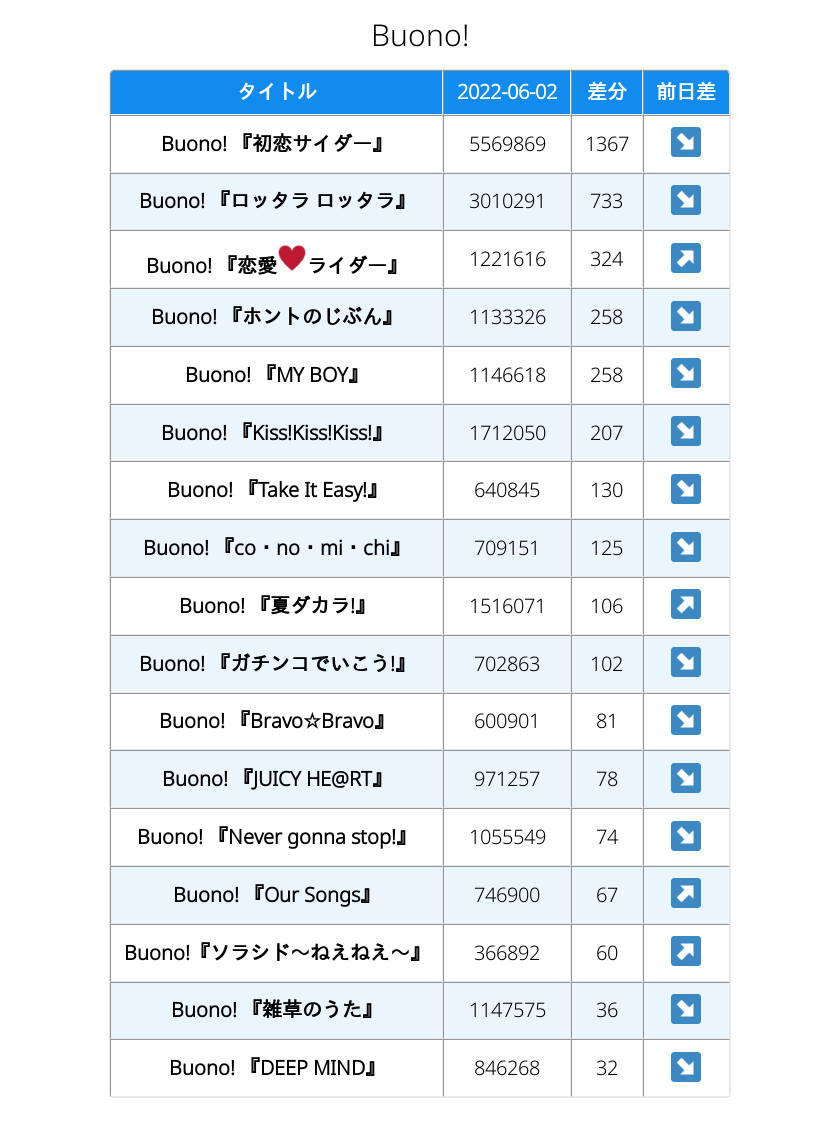 Buono!
タイトル 2022-06-02 差分 前日差
Buono! 『初恋サイダー』 5569869 1367 ↘
Buono! 『ロッタラ ロッタラ』 3010291 733 ↘
Buono! 『恋愛♥ライダー』 1221616 324 ↗
Buono! 『ホントのじぶん』 1133326 258 ↘
Buono! 『MY BOY』 1146618 258 ↘
Buono! 『Kiss!Kiss!Kiss!』 1712050 207 ↘
Buono! 『Take It Easy!』 640845 130 ↘
Buono! 『co・no・mi・chi』 709151 125 ↘
Buono! 『夏ダカラ!』 1516071 106 ↗
Buono! 『ガチンコでいこう!』 702863 102 ↘
Buono! 『Bravo☆Bravo』 600901 81 ↘
Buono! 『JUICY HE@RT』 971257 78 ↘
Buono! 『Never gonna stop!』 1055549 74 ↘
Buono! 『Our Songs』 746900 67 ↗
Buono!『ソラシド〜ねえねえ〜』 366892 60 ↗
Buono! 『雑草のうた』 1147575 36 ↘
Buono! 『DEEP MIND』 846268 32 ↘